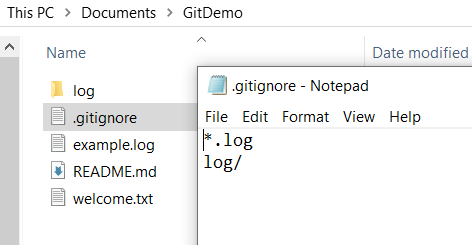 This PC > Documents > GitDemo
Name
Date modified
log
.gitignore
example.log
README.md
welcome.txt
.gitignore - Notepad
File Edit Format View Help
*.log
log/